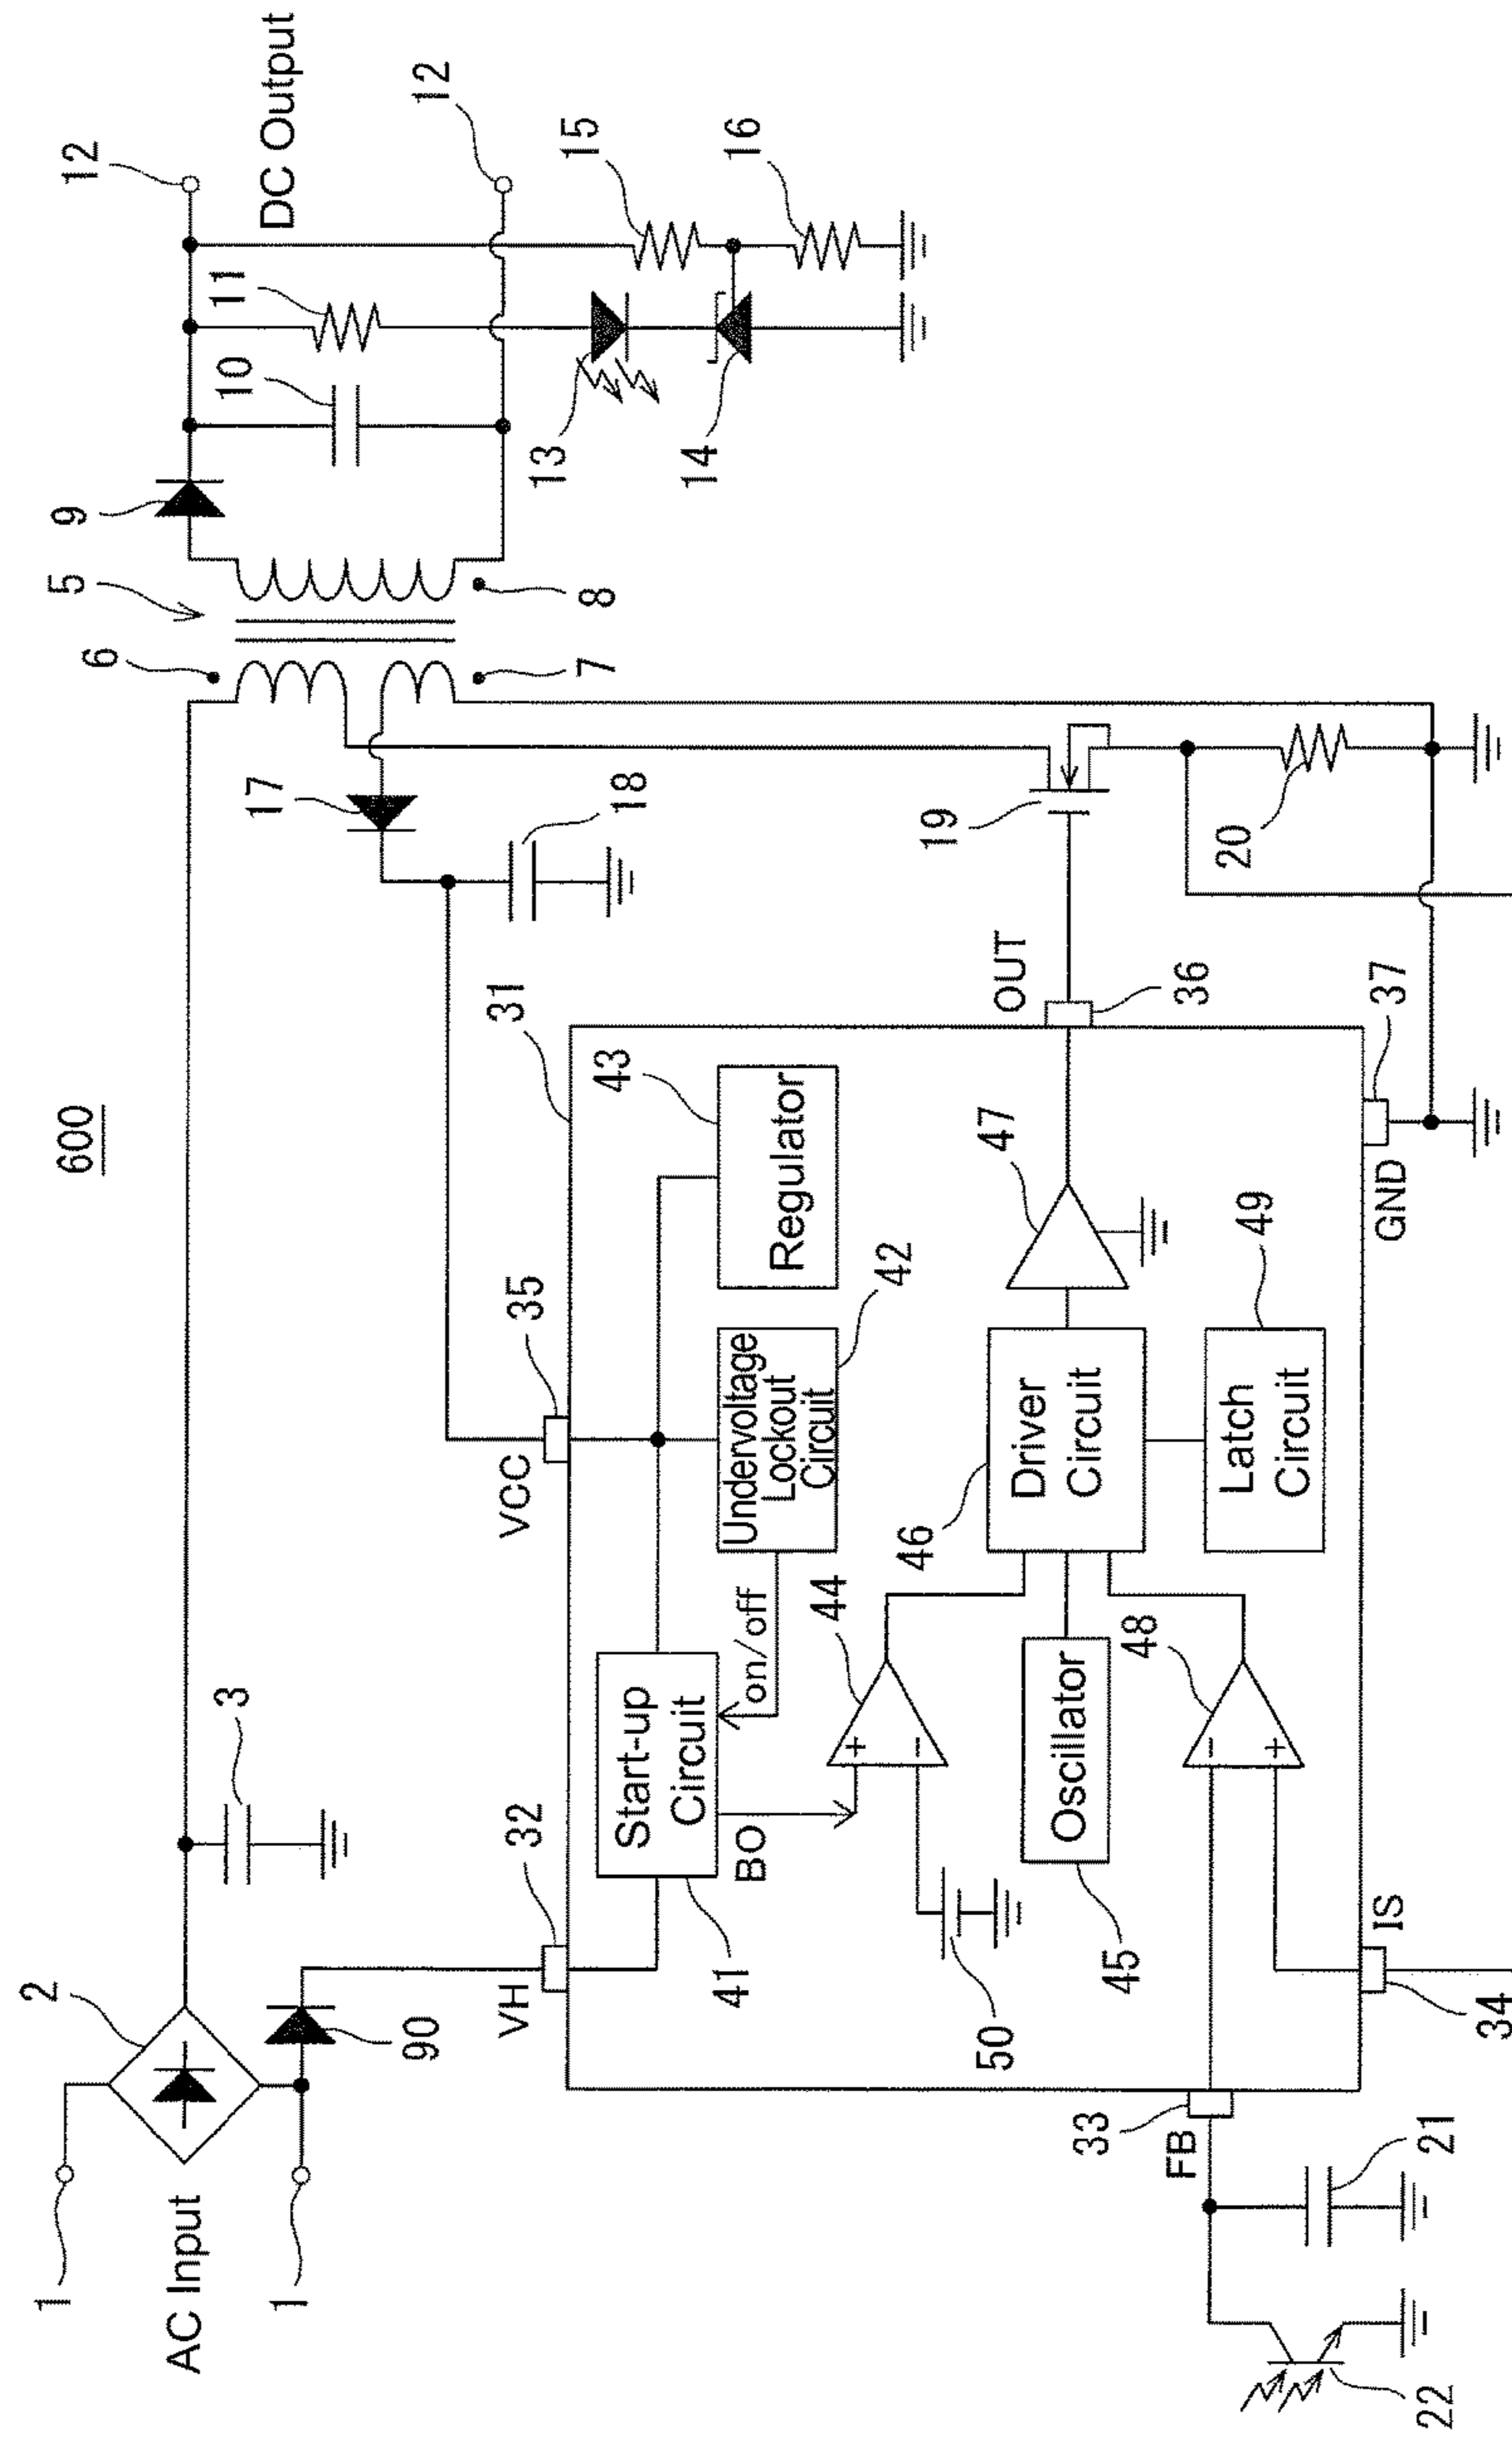 600
1
AC Input
1
2
3
90
5
6
7
8
9
10
11
12
DC Output
12
13
14
15
16
17
18
19
20
31
VH
32
VCC
35
Start-up
Circuit
41
on/off
BO
Undervoltage
Lockout
Circuit
42
Regulator
43
44
50
Oscillator
45
Driver
Circuit
46
47
OUT
36
+
-
-
+
48
Latch
Circuit
49
33
FB
IS
34
GND
37
21
22